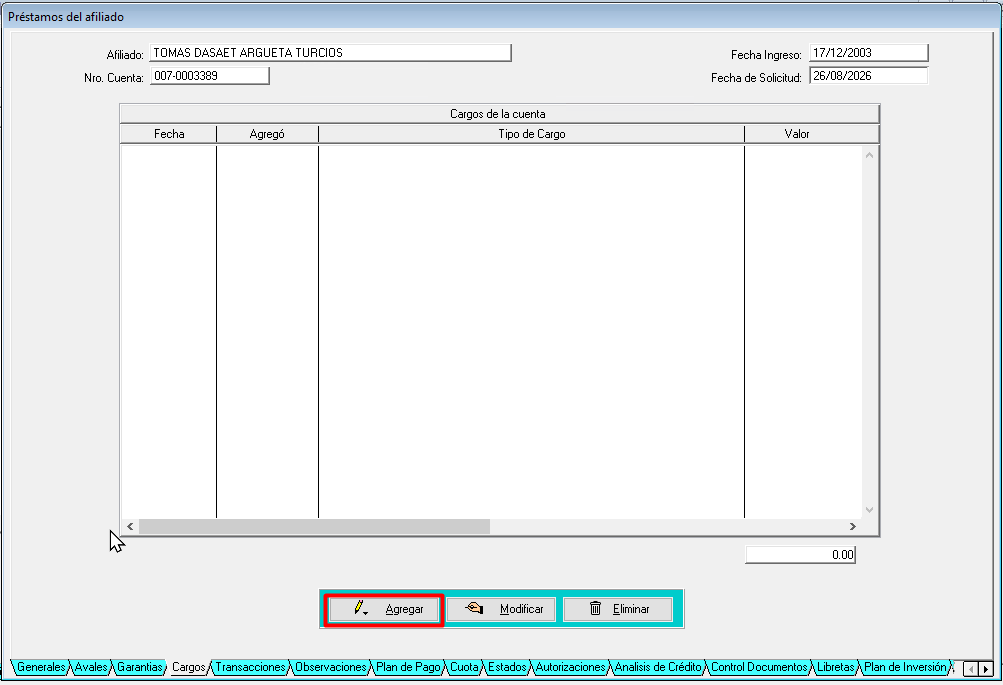 Préstamos del afiliado
Afiliado: TOMAS DASAET ARGUETA TURCIOS Fecha Ingreso: 17/12/2003
Nro. Cuenta: 007-0003389 Fecha de Solicitud: 26/08/2026
Cargos de la cuenta
Fecha Agregó Tipo de Cargo Valor
0.00
Agregar Modificar Eliminar
Generales Avales Garantias Cargos Transacciones Observaciones Plan de Pago Cuota Estados Autorizaciones Analisis de Crédito Control Documentos Libretas Plan de Inversión